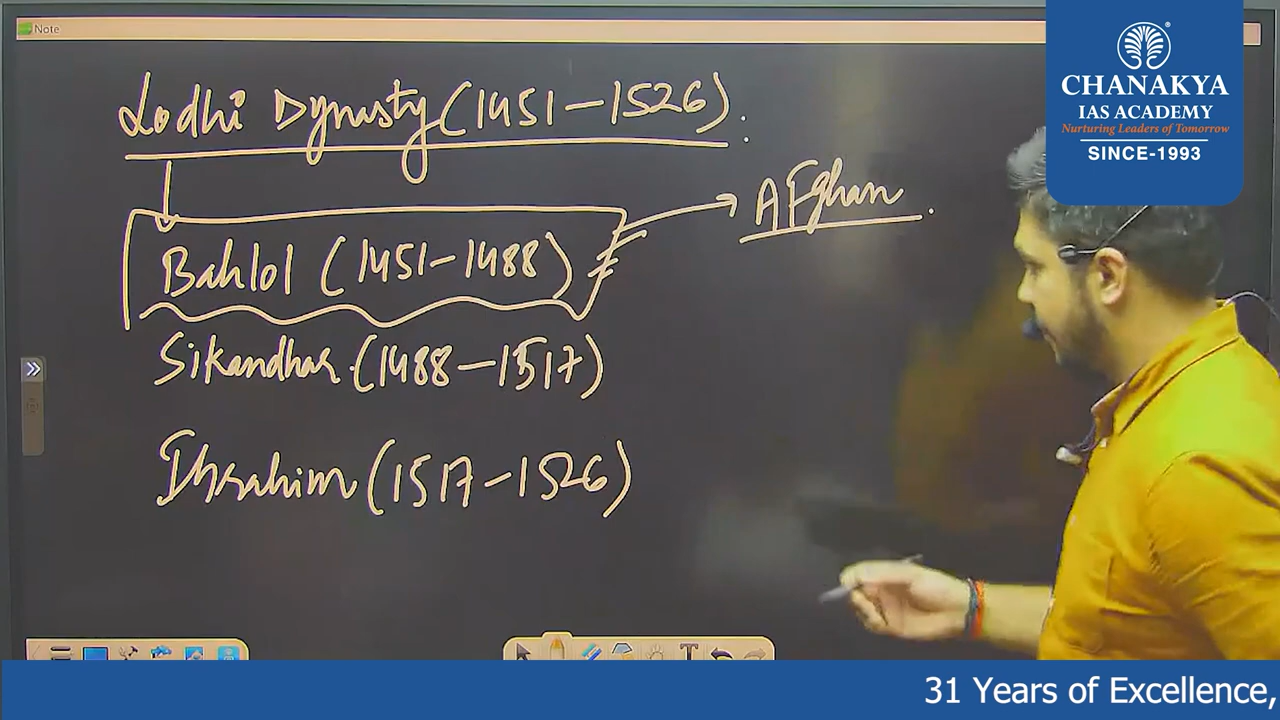 Note
CHANAKYA
IAS ACADEMY
Nurturing Leaders of Tomorrow
SINCE-1993
Lodhi Dynasty (1451-1526).
Afghan.
Bahlol (1451-1488)
Sikandhar. (1488-1517)
Ibrahim (1517-1526)
31 Years of Excellence,